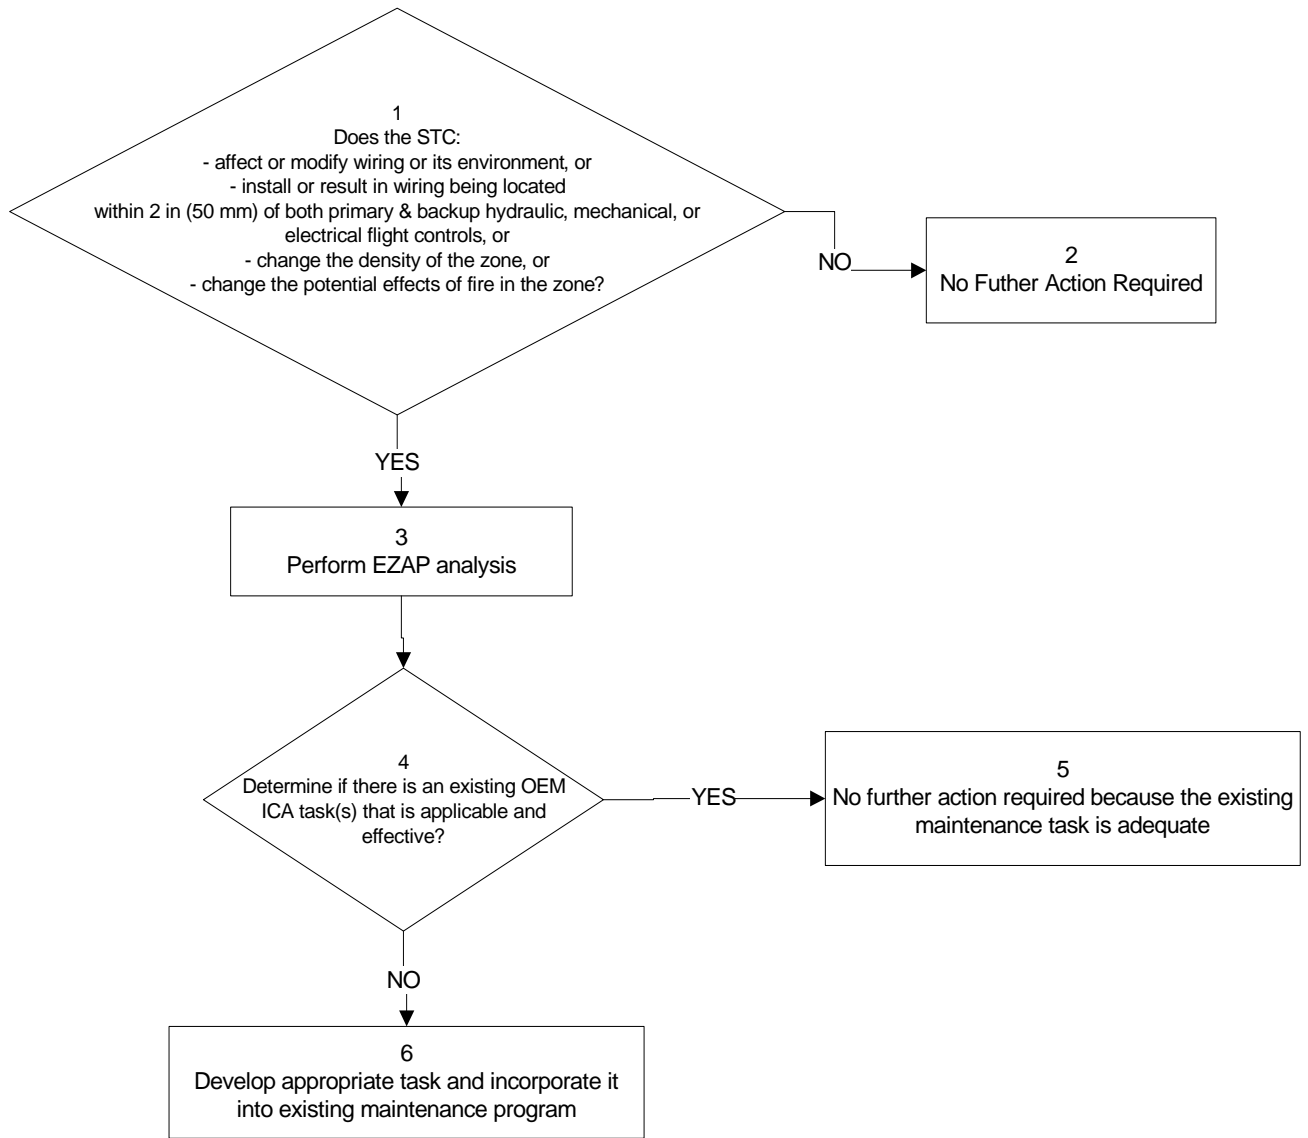 1
Does the STC:
- affect or modify wiring or its environment, or
- install or result in wiring being located
within 2 in (50 mm) of both primary & backup hydraulic, mechanical, or
electrical flight controls, or
- change the density of the zone, or
- change the potential effects of fire in the zone?
NO
2
No Futher Action Required
YES
3
Perform EZAP analysis
4
Determine if there is an existing OEM
ICA task(s) that is applicable and
effective?
YES
5
No further action required because the existing
maintenance task is adequate
NO
6
Develop appropriate task and incorporate it
into existing maintenance program